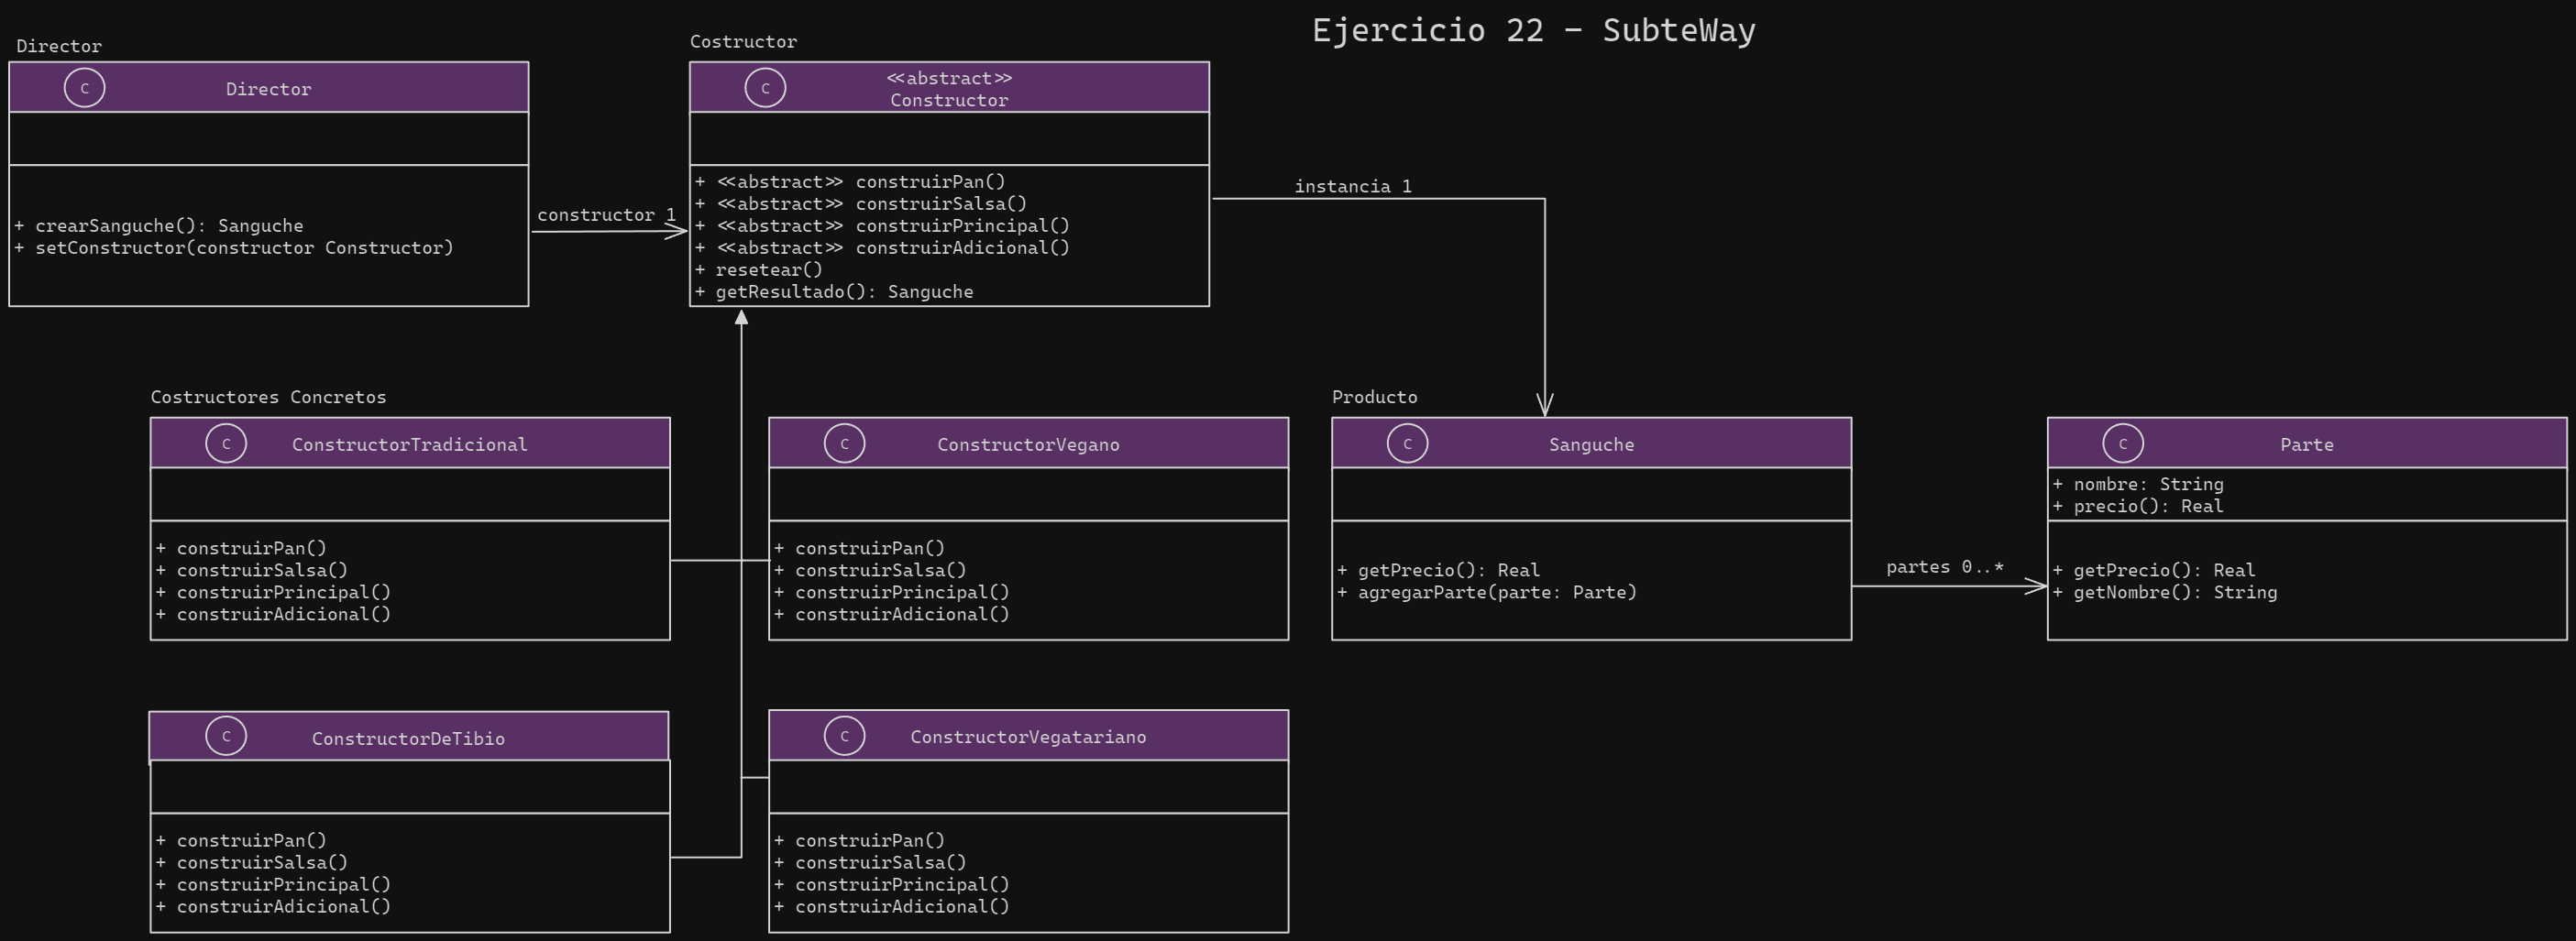 Ejercicio 22 - SubteWay
Director
C
Director
+ crearSanguche(): Sanguche
+ setConstructor(constructor Constructor)
constructor 1
Costructor
C
<<abstract>>
Constructor
+ <<abstract>> construirPan()
+ <<abstract>> construirSalsa()
+ <<abstract>> construirPrincipal()
+ <<abstract>> construirAdicional()
+ resetear()
+ getResultado(): Sanguche
instancia 1
Costructores Concretos
C
ConstructorTradicional
+ construirPan()
+ construirSalsa()
+ construirPrincipal()
+ construirAdicional()
C
ConstructorVegano
+ construirPan()
+ construirSalsa()
+ construirPrincipal()
+ construirAdicional()
Producto
C
Sanguche
+ getPrecio(): Real
+ agregarParte(parte: Parte)
partes 0..*
C
Parte
+ nombre: String
+ precio(): Real
+ getPrecio(): Real
+ getNombre(): String
C
ConstructorDeTibio
+ construirPan()
+ construirSalsa()
+ construirPrincipal()
+ construirAdicional()
C
ConstructorVegatariano
+ construirPan()
+ construirSalsa()
+ construirPrincipal()
+ construirAdicional()